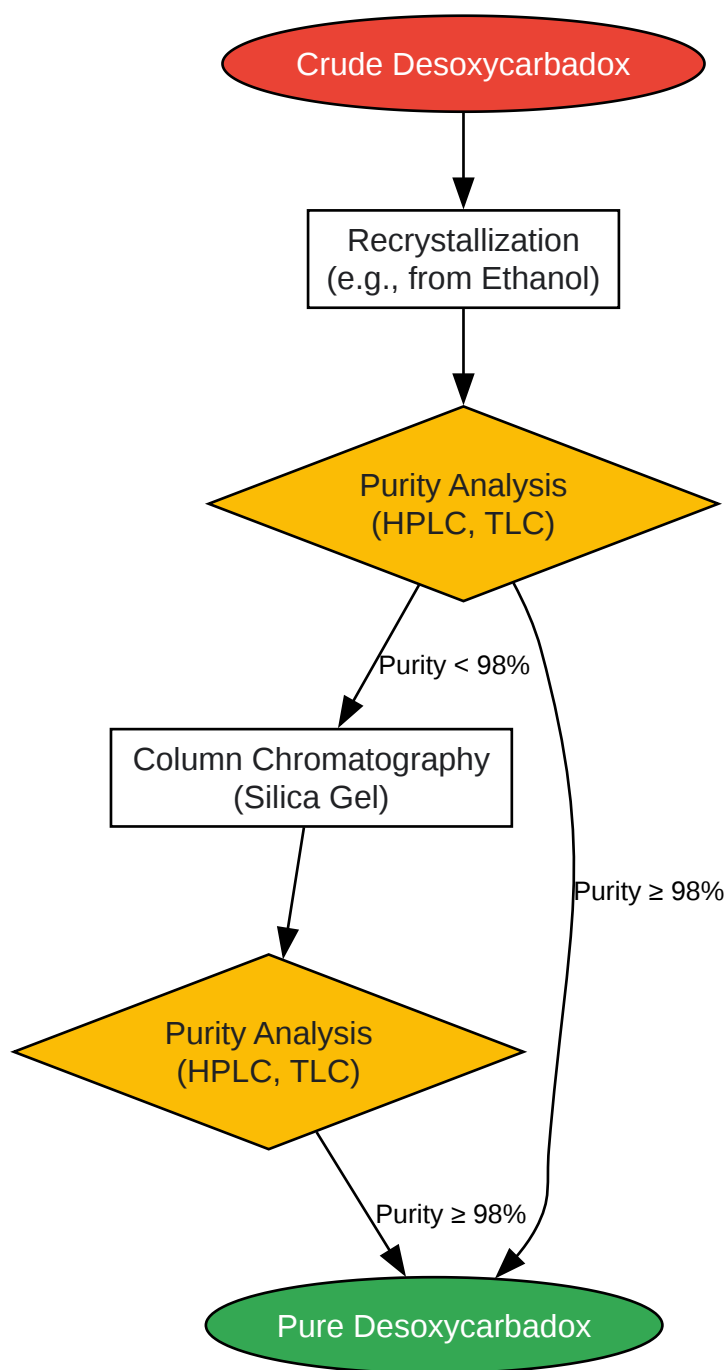 Crude Desoxycarbadox
Recrystallization
(e.g., from Ethanol)
Purity Analysis
(HPLC, TLC)
Purity < 98%
Column Chromatography
(Silica Gel)
Purity ≥ 98%
Purity Analysis
(HPLC, TLC)
Purity ≥ 98%
Pure Desoxycarbadox